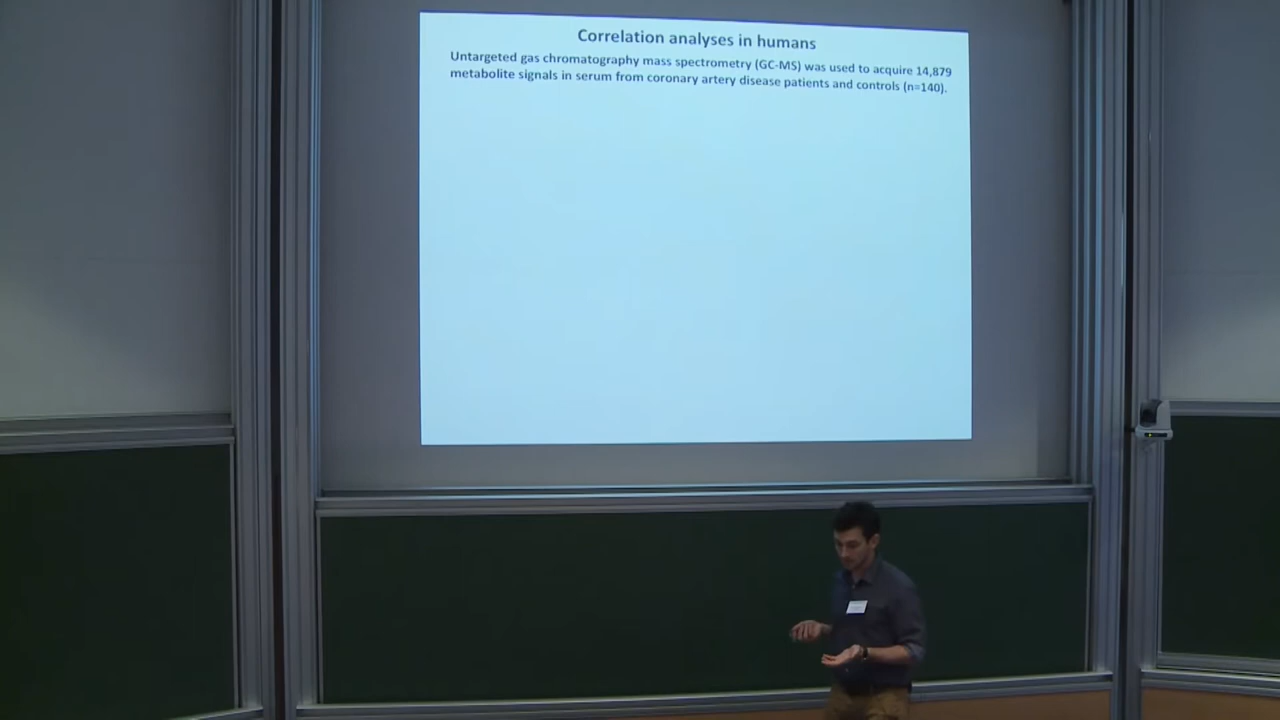 Correlation analyses in humans
Untargeted gas chromatography mass spectrometry (GC-MS) was used to acquire 14,879
metabolite signals in serum from coronary artery disease patients and controls (n=140).